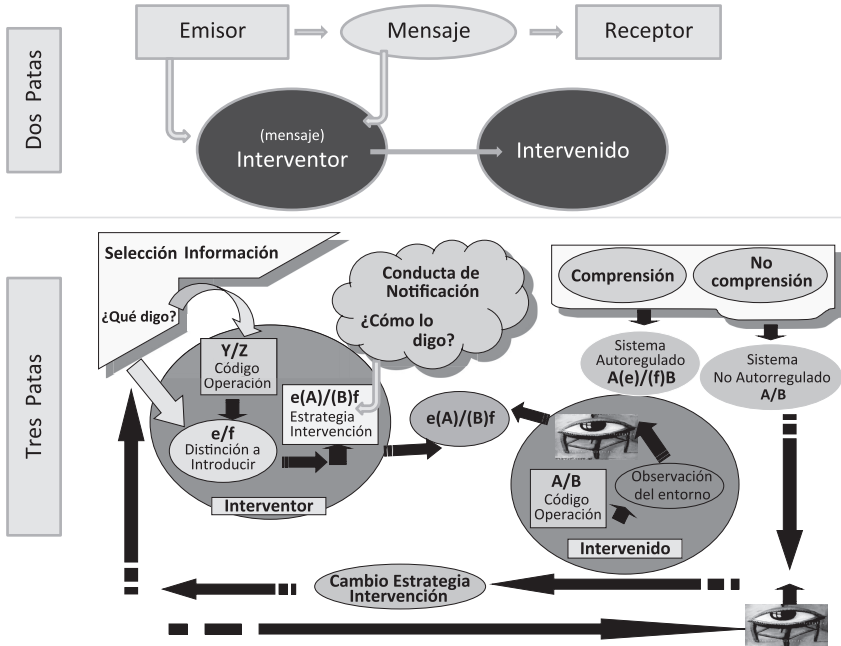 Dos Patas
Emisor
Mensaje
Receptor
(mensaje)
Interventor
Intervenido
Tres Patas
Selección Información
¿Qué digo?
Conducta de
Notificación
¿Cómo lo
digo?
Comprensión
No
comprensión
Sistema
Autoregulado
A(e)/(f)B
Sistema
No Autorregulado
A/B
Y/Z
Código
Operación
e(A)/(B)f
Estrategia
Intervención
e/f
Distinción a
Introducir
Interventor
e(A)/(B)f
A/B
Código
Operación
Observación
del entorno
Intervenido
Cambio Estrategia
Intervención